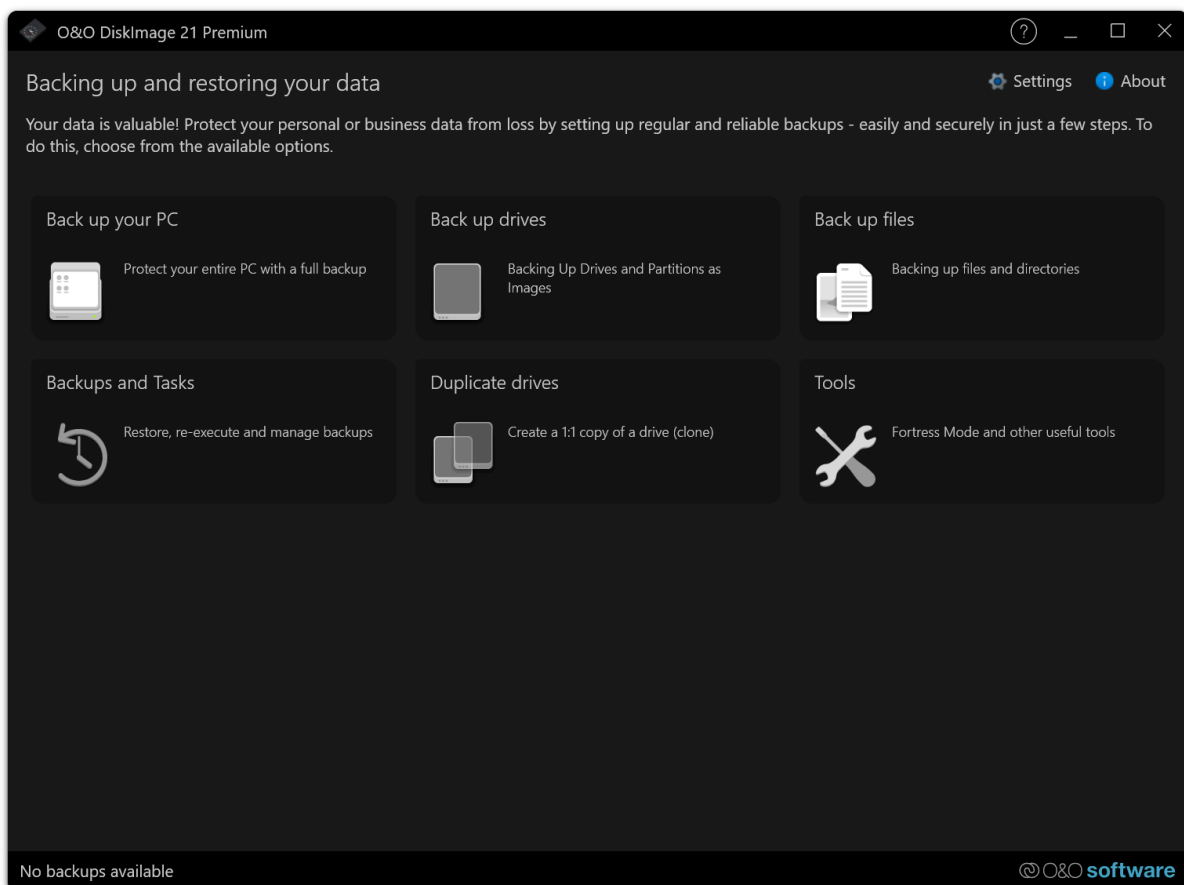 O&O DiskImage 21 Premium
?
Backing up and restoring your data
Settings
About
Your data is valuable! Protect your personal or business data from loss by setting up regular and reliable backups - easily and securely in just a few steps. To
do this, choose from the available options.
Back up your PC
Protect your entire PC with a full backup
Back up drives
Backing Up Drives and Partitions as
Images
Back up files
Backing up files and directories
Backups and Tasks
Restore, re-execute and manage backups
Duplicate drives
Create a 1:1 copy of a drive (clone)
Tools
Fortress Mode and other useful tools
No backups available
O&O software